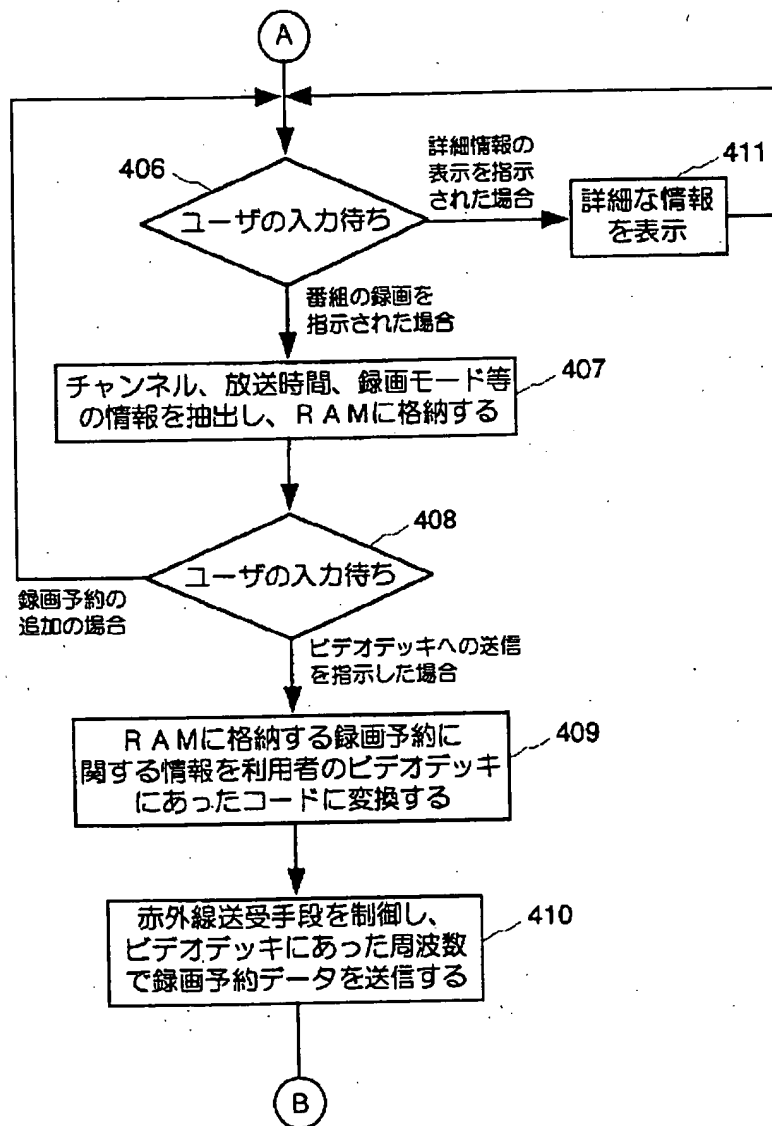 A
406
ユーザの入力待ち
詳細情報の
表示を指示
された場合
411
詳細な情報
を表示
番組の録画を
指示された場合
チャンネル、放送時間、録画モード等
の情報を抽出し、RAMに格納する
407
408
ユーザの入力待ち
録画予約の
追加の場合
ビデオデッキへの送信
を指示した場合
RAMに格納する録画予約に
関する情報を利用者のビデオデッキ
にあったコードに変換する
409
赤外線送受手段を制御し、
ビデオデッキにあった周波数
で録画予約データを送信する
410
B